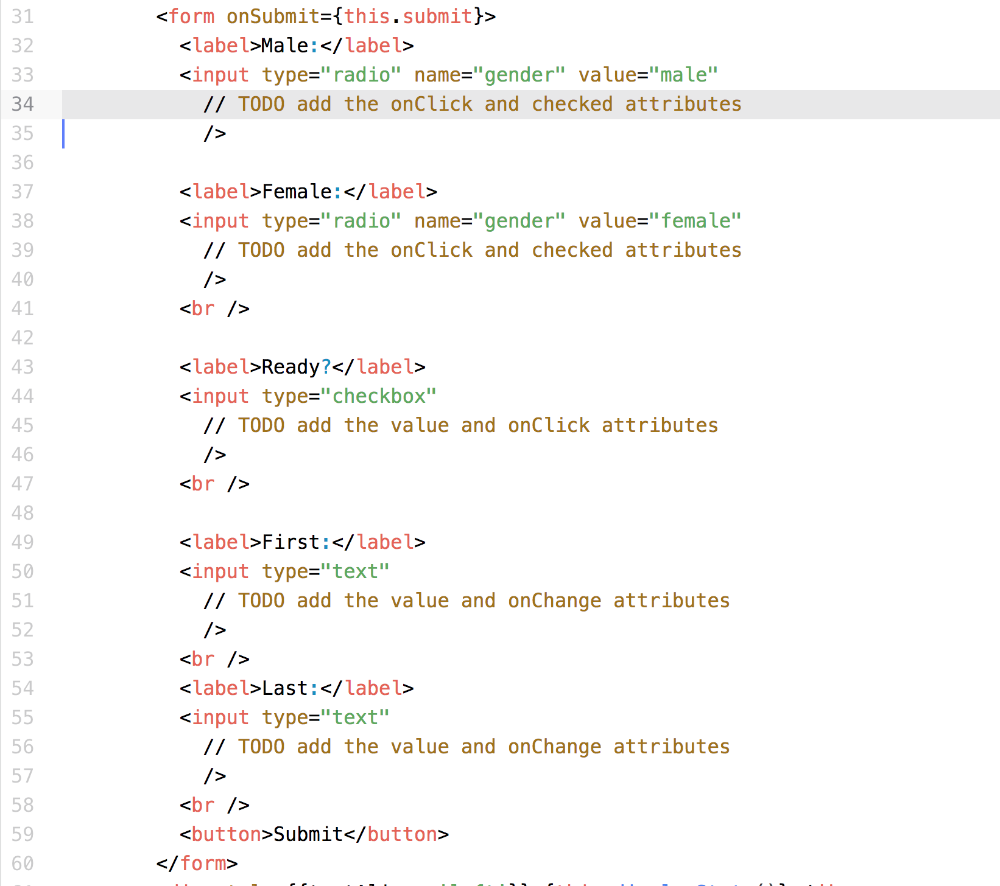 31 <form onSubmit={this.submit}>
32 <label>Male:</label>
33 <input type="radio" name="gender" value="male"
34 // TODO add the onClick and checked attributes
35 />
36
37 <label>Female:</label>
38 <input type="radio" name="gender" value="female"
39 // TODO add the onClick and checked attributes
40 />
41 <br />
42
43 <label>Ready?</label>
44 <input type="checkbox"
45 // TODO add the value and onClick attributes
46 />
47 <br />
48
49 <label>First:</label>
50 <input type="text"
51 // TODO add the value and onChange attributes
52 />
53 <br />
54 <label>Last:</label>
55 <input type="text"
56 // TODO add the value and onChange attributes
57 />
58 <br />
59 <button>Submit</button>
60 </form>